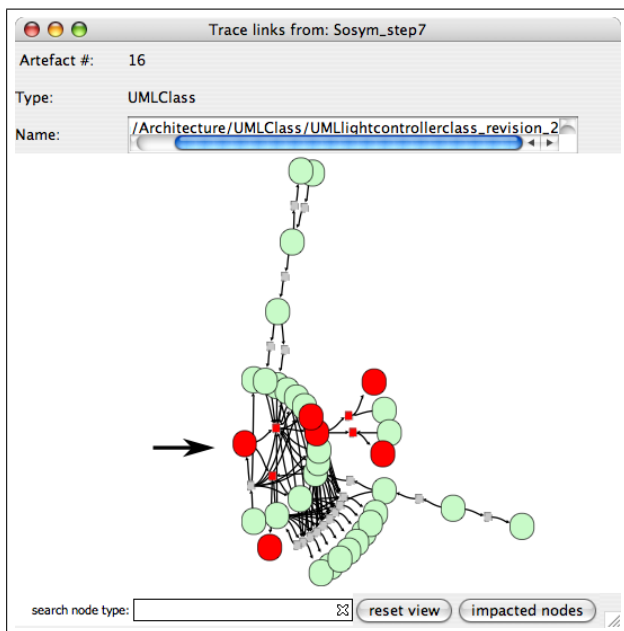 Trace links from: Sosym_step7
Artefact #: 16
Type: UMLClass
Name: /Architecture/UMLClass/UMLlightcontrollerclass_revision_2
search node type: reset view impacted nodes